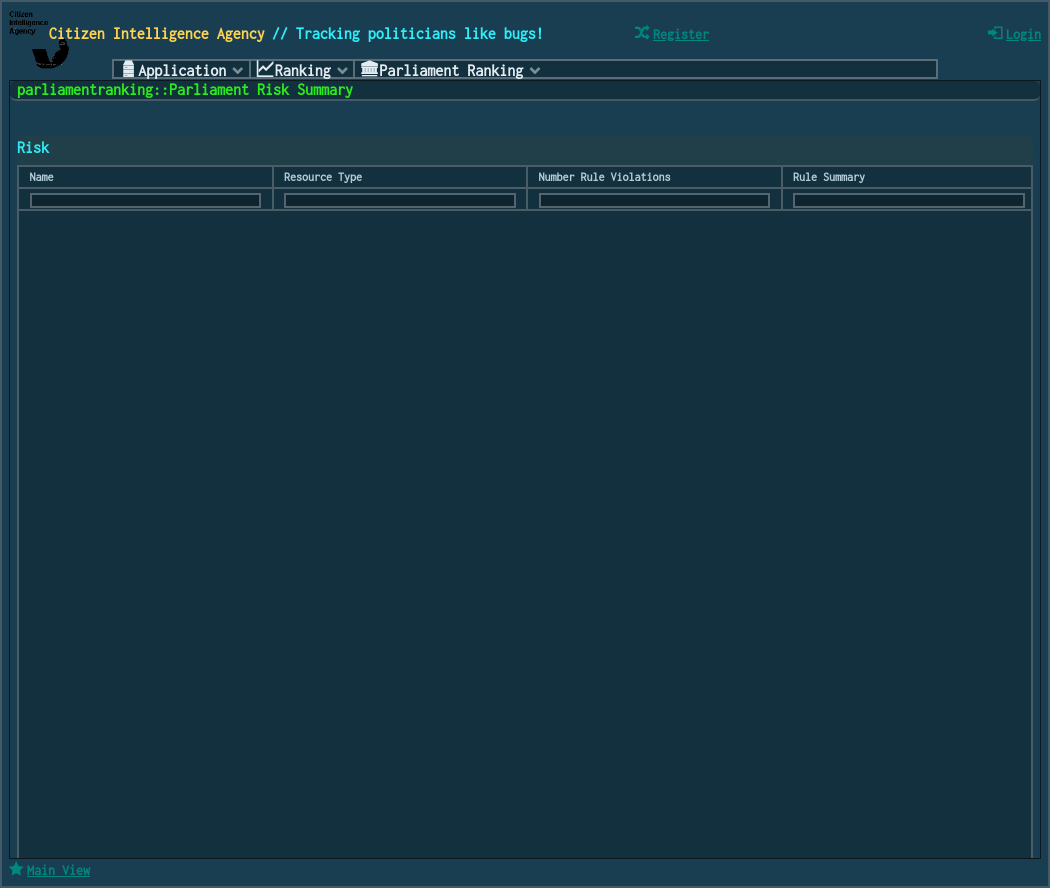 Citizen
Intelligence
Agency
Citizen Intelligence Agency // Tracking politicians like bugs!
Register
Login
Application
Ranking
Parliament Ranking
parliamentranking::Parliament Risk Summary
Risk
Name
Resource Type
Number Rule Violations
Rule Summary
Main View